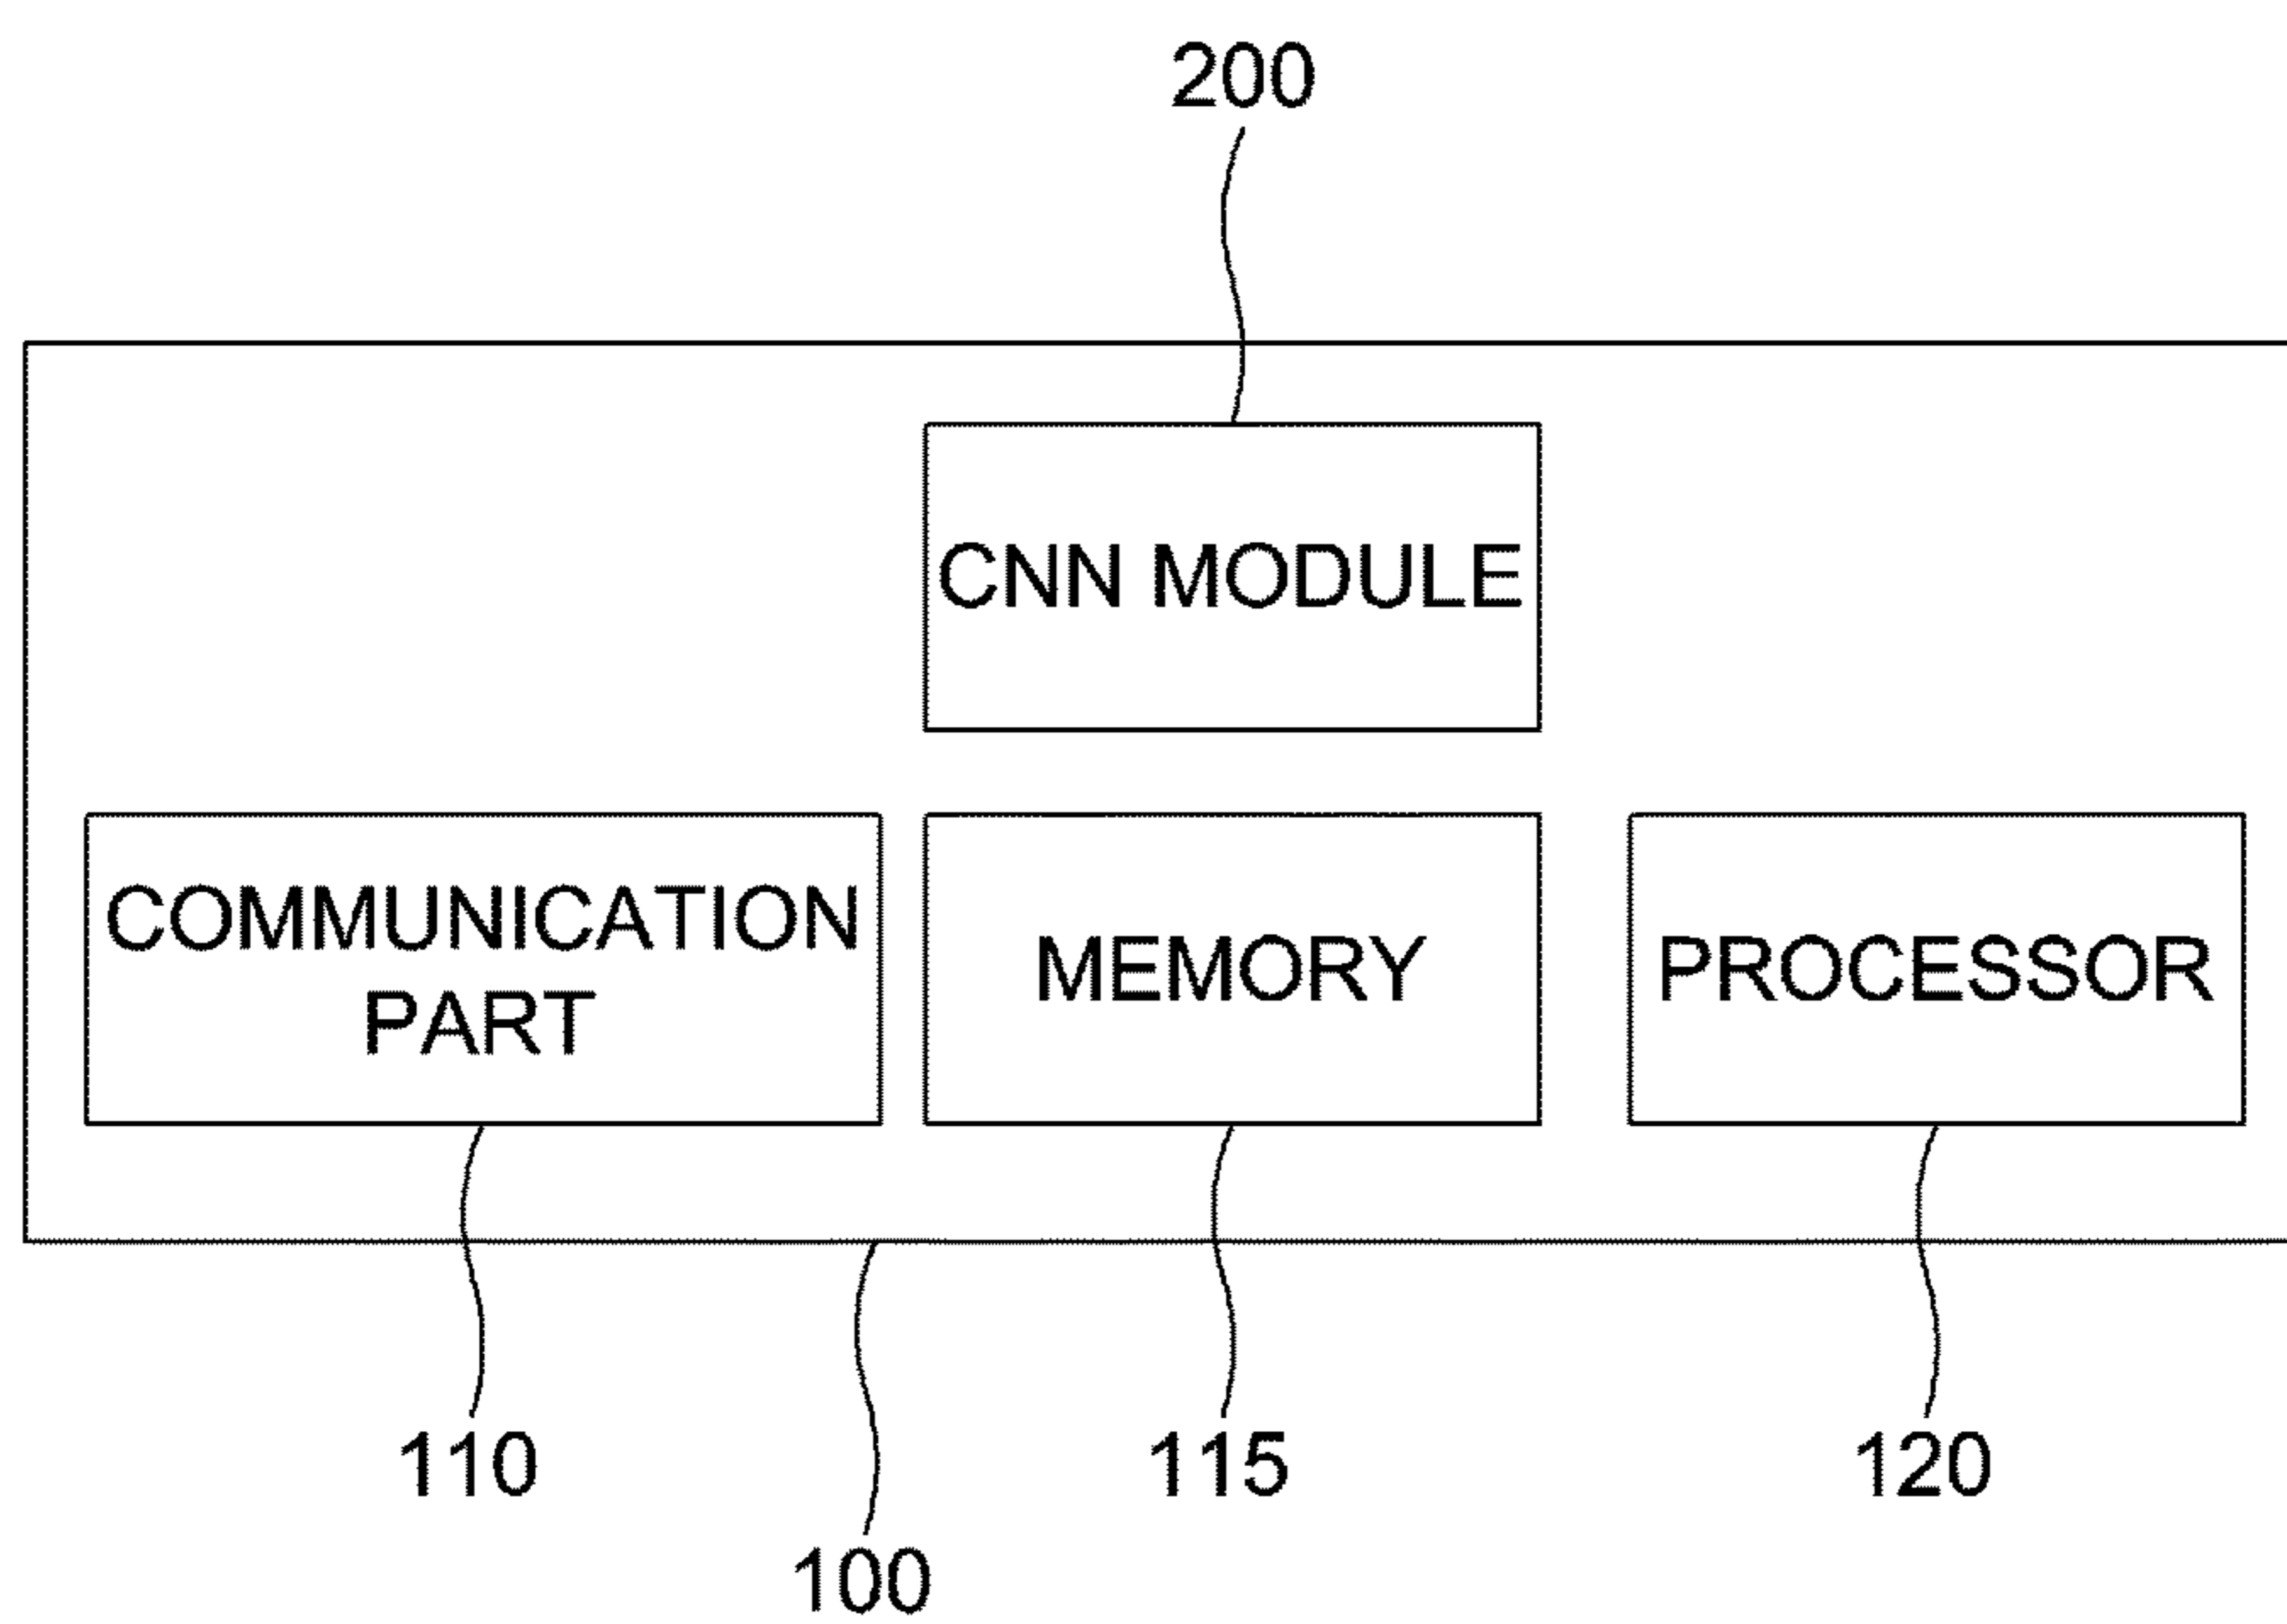 200
CNN MODULE
COMMUNICATION
PART
MEMORY
PROCESSOR
110
115
120
100